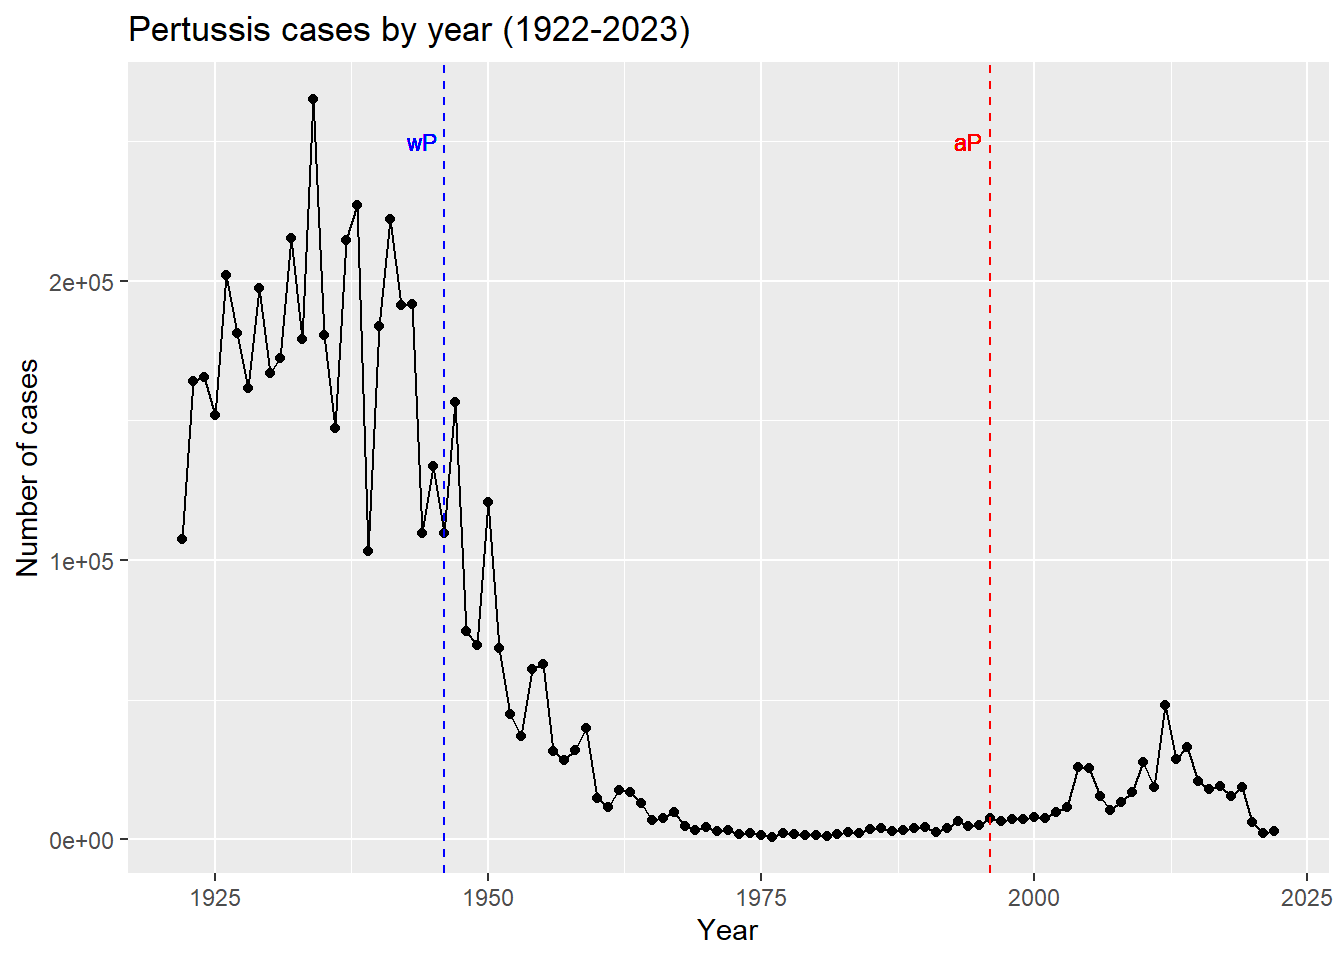 Pertussis cases by year (1922-2023)
wP
aP
2e+05
1e+05
0e+00
Number of cases
1925 1950 1975 2000 2025
Year